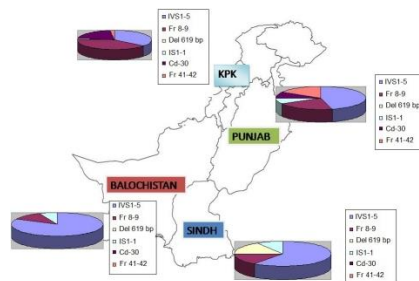 IVS1-5
Fr 8-9
Del 619 bp
IS1-1
Cd-30
Fr 41-42
KPK
IVS1-5
Fr 8-9
Del 619 bp
IS1-1
Cd-30
Fr 41-42
PUNJAB
BALOCHISTAN
IVS1-5
Fr 8-9
Del 619 bp
IS1-1
Cd-30
Fr 41-42
SINDH
IVS1-5
Fr 8-9
Del 619 bp
IS1-1
Cd-30
Fr 41-42